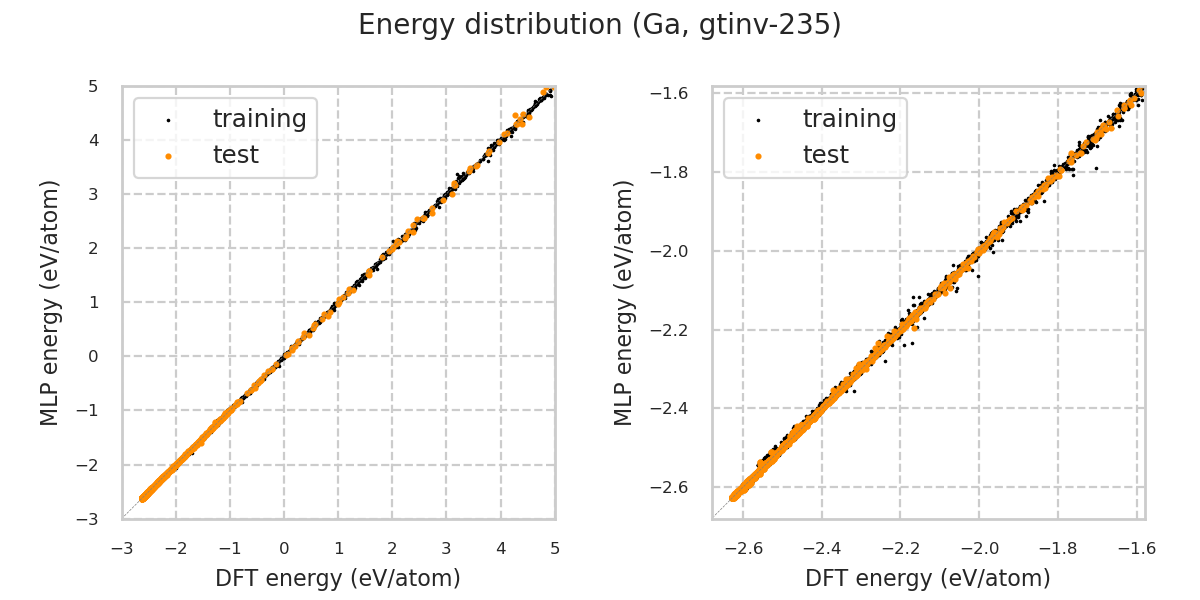 Energy distribution (Ga, gtinv-235)
5
4
3
2
1
0
−1
−2
−3
MLP energy (eV/atom)
training
test
−3 −2 −1 0 1 2 3 4 5
DFT energy (eV/atom)
−1.6
−1.8
−2.0
−2.2
−2.4
−2.6
MLP energy (eV/atom)
training
test
−2.6 −2.4 −2.2 −2.0 −1.8 −1.6
DFT energy (eV/atom)